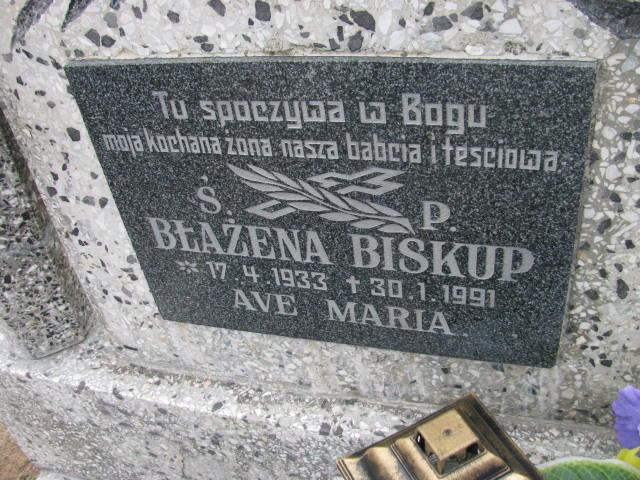 Tu spoczywa w Bogu
moja kochana żona nasza babcia i teściowa
Ś. P.
BŁAŻENA BISKUP
* 17.4.1933 † 30.1.1991
AVE MARIA